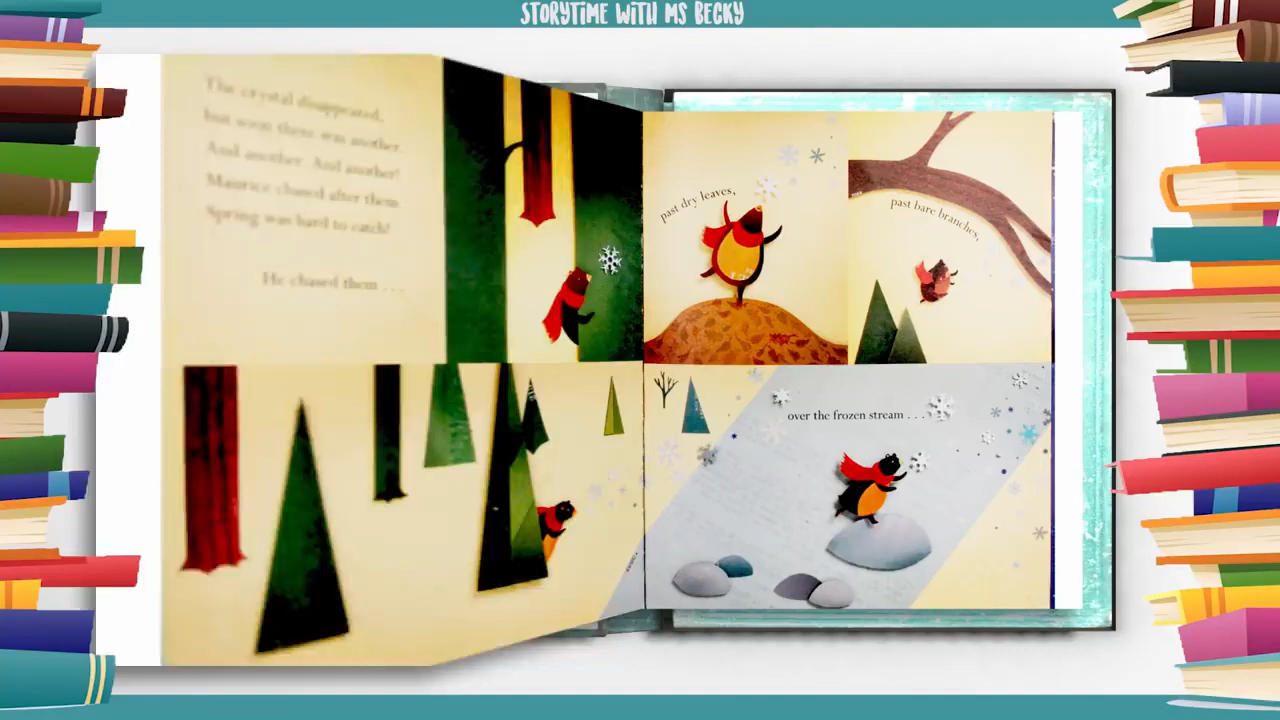 STORYTIME WITH MS BECKY
The crystal disappeared,
but soon there was another.
And another. And another!
Maurice chased after them.
Spring was hard to catch!
He chased them . . .
past dry leaves,
past bare branches,
over the frozen stream . . .